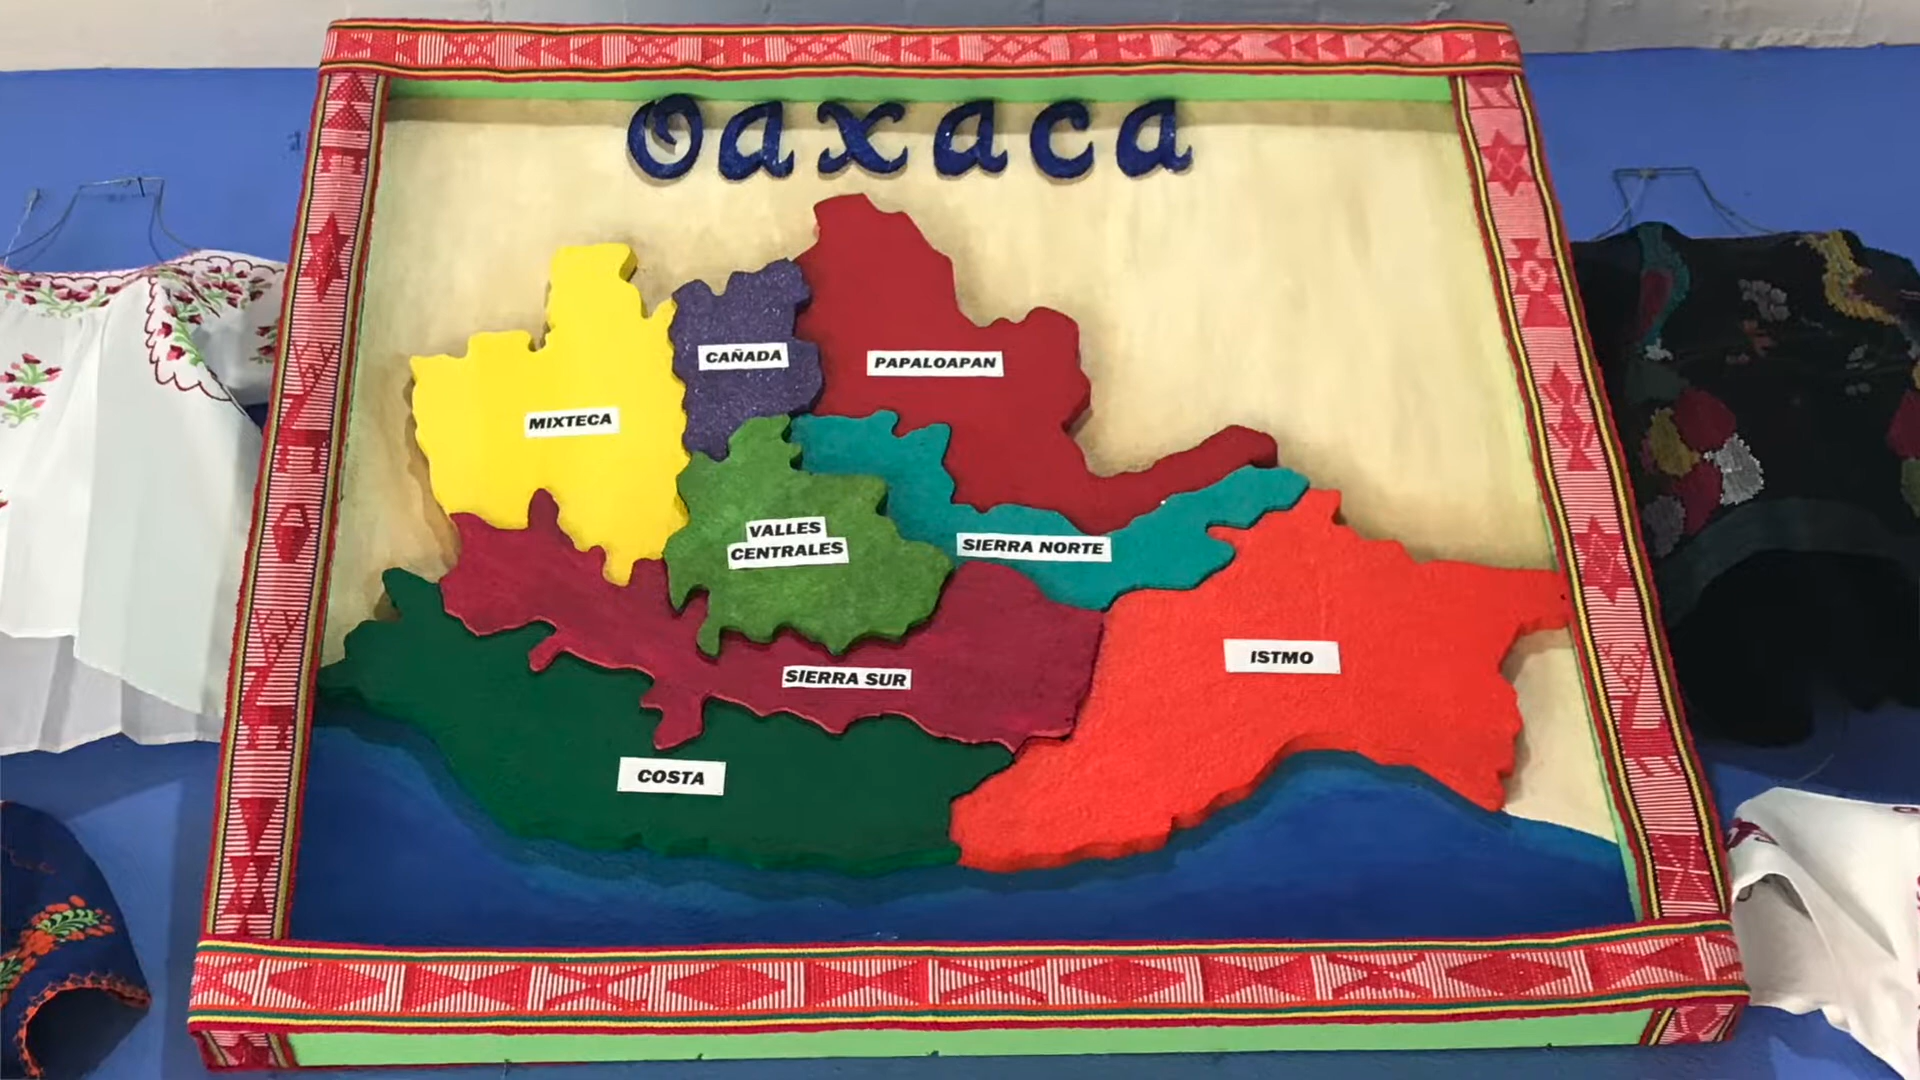 Oaxaca
CAÑADA
PAPALOAPAN
MIXTECA
VALLES
CENTRALES
SIERRA NORTE
ISTMO
SIERRA SUR
COSTA